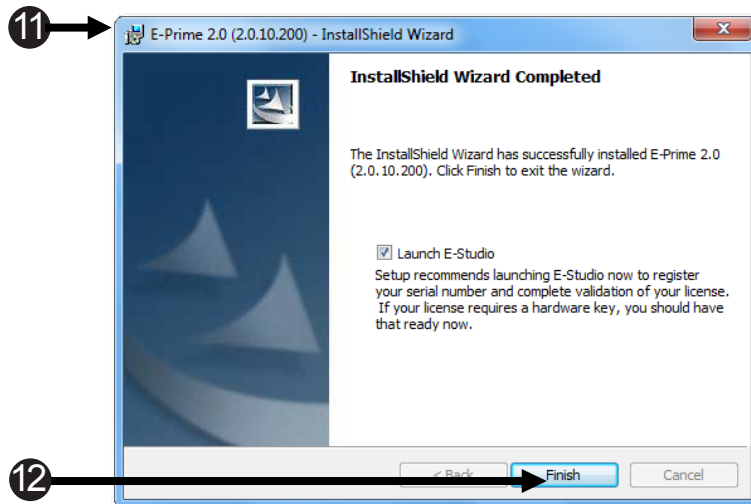 11
E-Prime 2.0 (2.0.10.200) - InstallShield Wizard
InstallShield Wizard Completed
The InstallShield Wizard has successfully installed E-Prime 2.0
(2.0.10.200). Click Finish to exit the wizard.
Launch E-Studio
Setup recommends launching E-Studio now to register
your serial number and complete validation of your license.
If your license requires a hardware key, you should have
that ready now.
12
< Back Finish Cancel